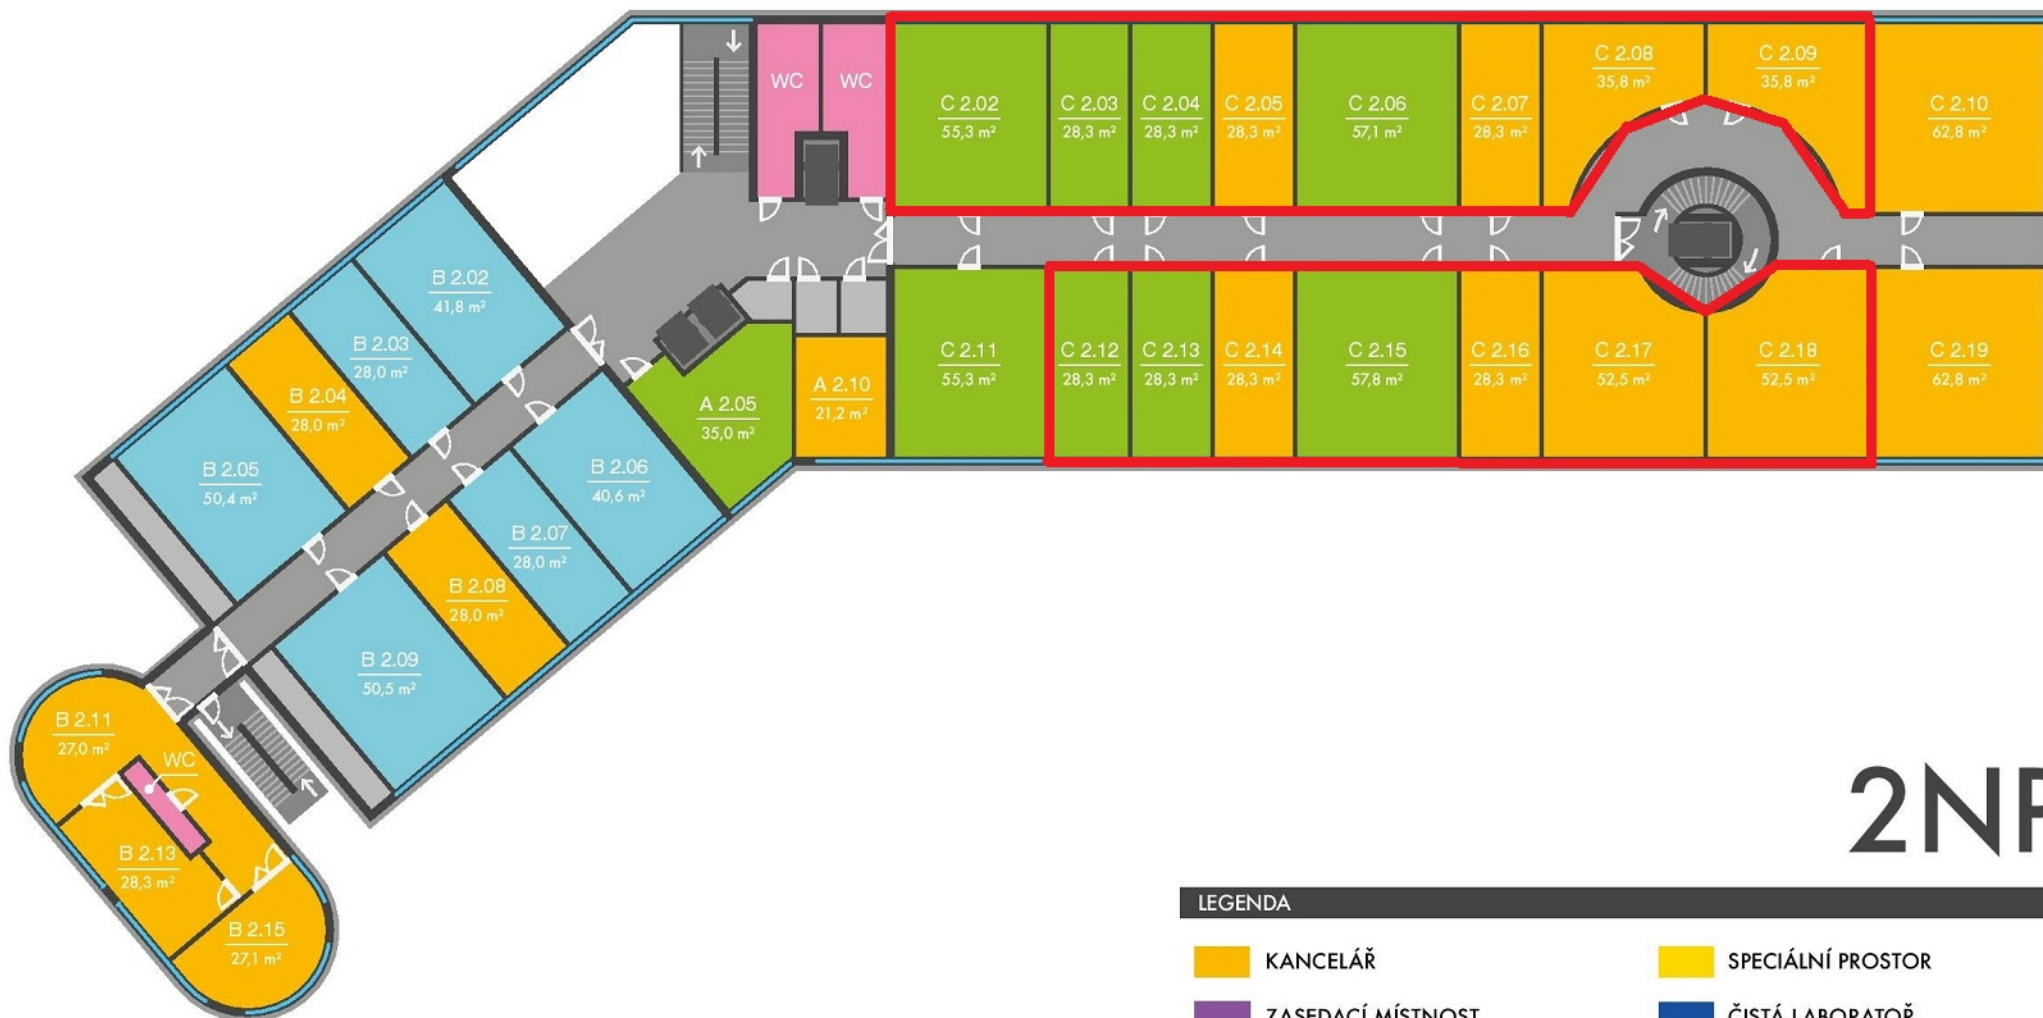 WC
WC
C 2.02
55,3 m²
C 2.03
28,3 m²
C 2.04
28,3 m²
C 2.05
28,3 m²
C 2.06
57,1 m²
C 2.07
28,3 m²
C 2.08
35,8 m²
C 2.09
35,8 m²
C 2.10
62,8 m²
B 2.02
41,8 m²
B 2.03
28,0 m²
B 2.04
28,0 m²
B 2.05
50,4 m²
A 2.05
35,0 m²
A 2.10
21,2 m²
C 2.11
55,3 m²
C 2.12
28,3 m²
C 2.13
28,3 m²
C 2.14
28,3 m²
C 2.15
57,8 m²
C 2.16
28,3 m²
C 2.17
52,5 m²
C 2.18
52,5 m²
C 2.19
62,8 m²
B 2.06
40,6 m²
B 2.07
28,0 m²
B 2.08
28,0 m²
B 2.09
50,5 m²
B 2.11
27,0 m²
WC
B 2.13
28,3 m²
B 2.15
27,1 m²
2NP
LEGENDA
KANCELÁŘ
SPECIÁLNÍ PROSTOR
ZASEDACÍ MÍSTNOST
ČISTÁ LABORATOŘ